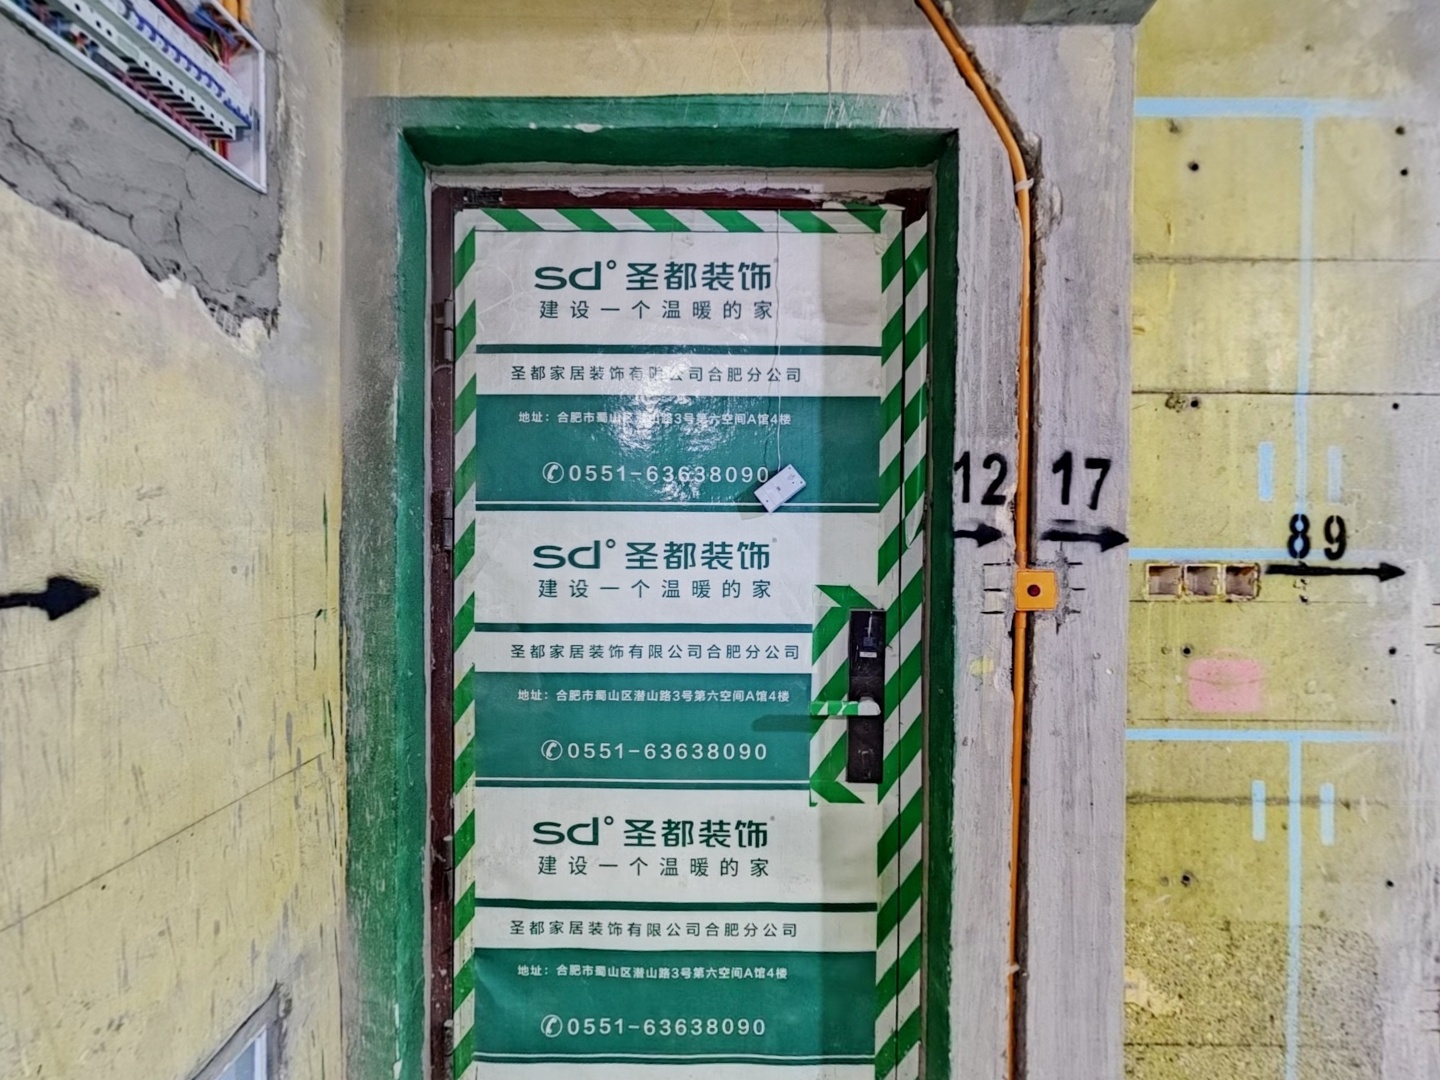 sd°圣都装饰
建设一个温暖的家
圣都家居装饰有限公司合肥分公司
地址：合肥市蜀山区潜山路3号第六空间A馆4楼
0551-63638090
12
17
89
sd°圣都装饰
建设一个温暖的家
圣都家居装饰有限公司合肥分公司
地址：合肥市蜀山区潜山路3号第六空间A馆4楼
0551-63638090
sd°圣都装饰
建设一个温暖的家
圣都家居装饰有限公司合肥分公司
地址：合肥市蜀山区潜山路3号第六空间A馆4楼
0551-63638090